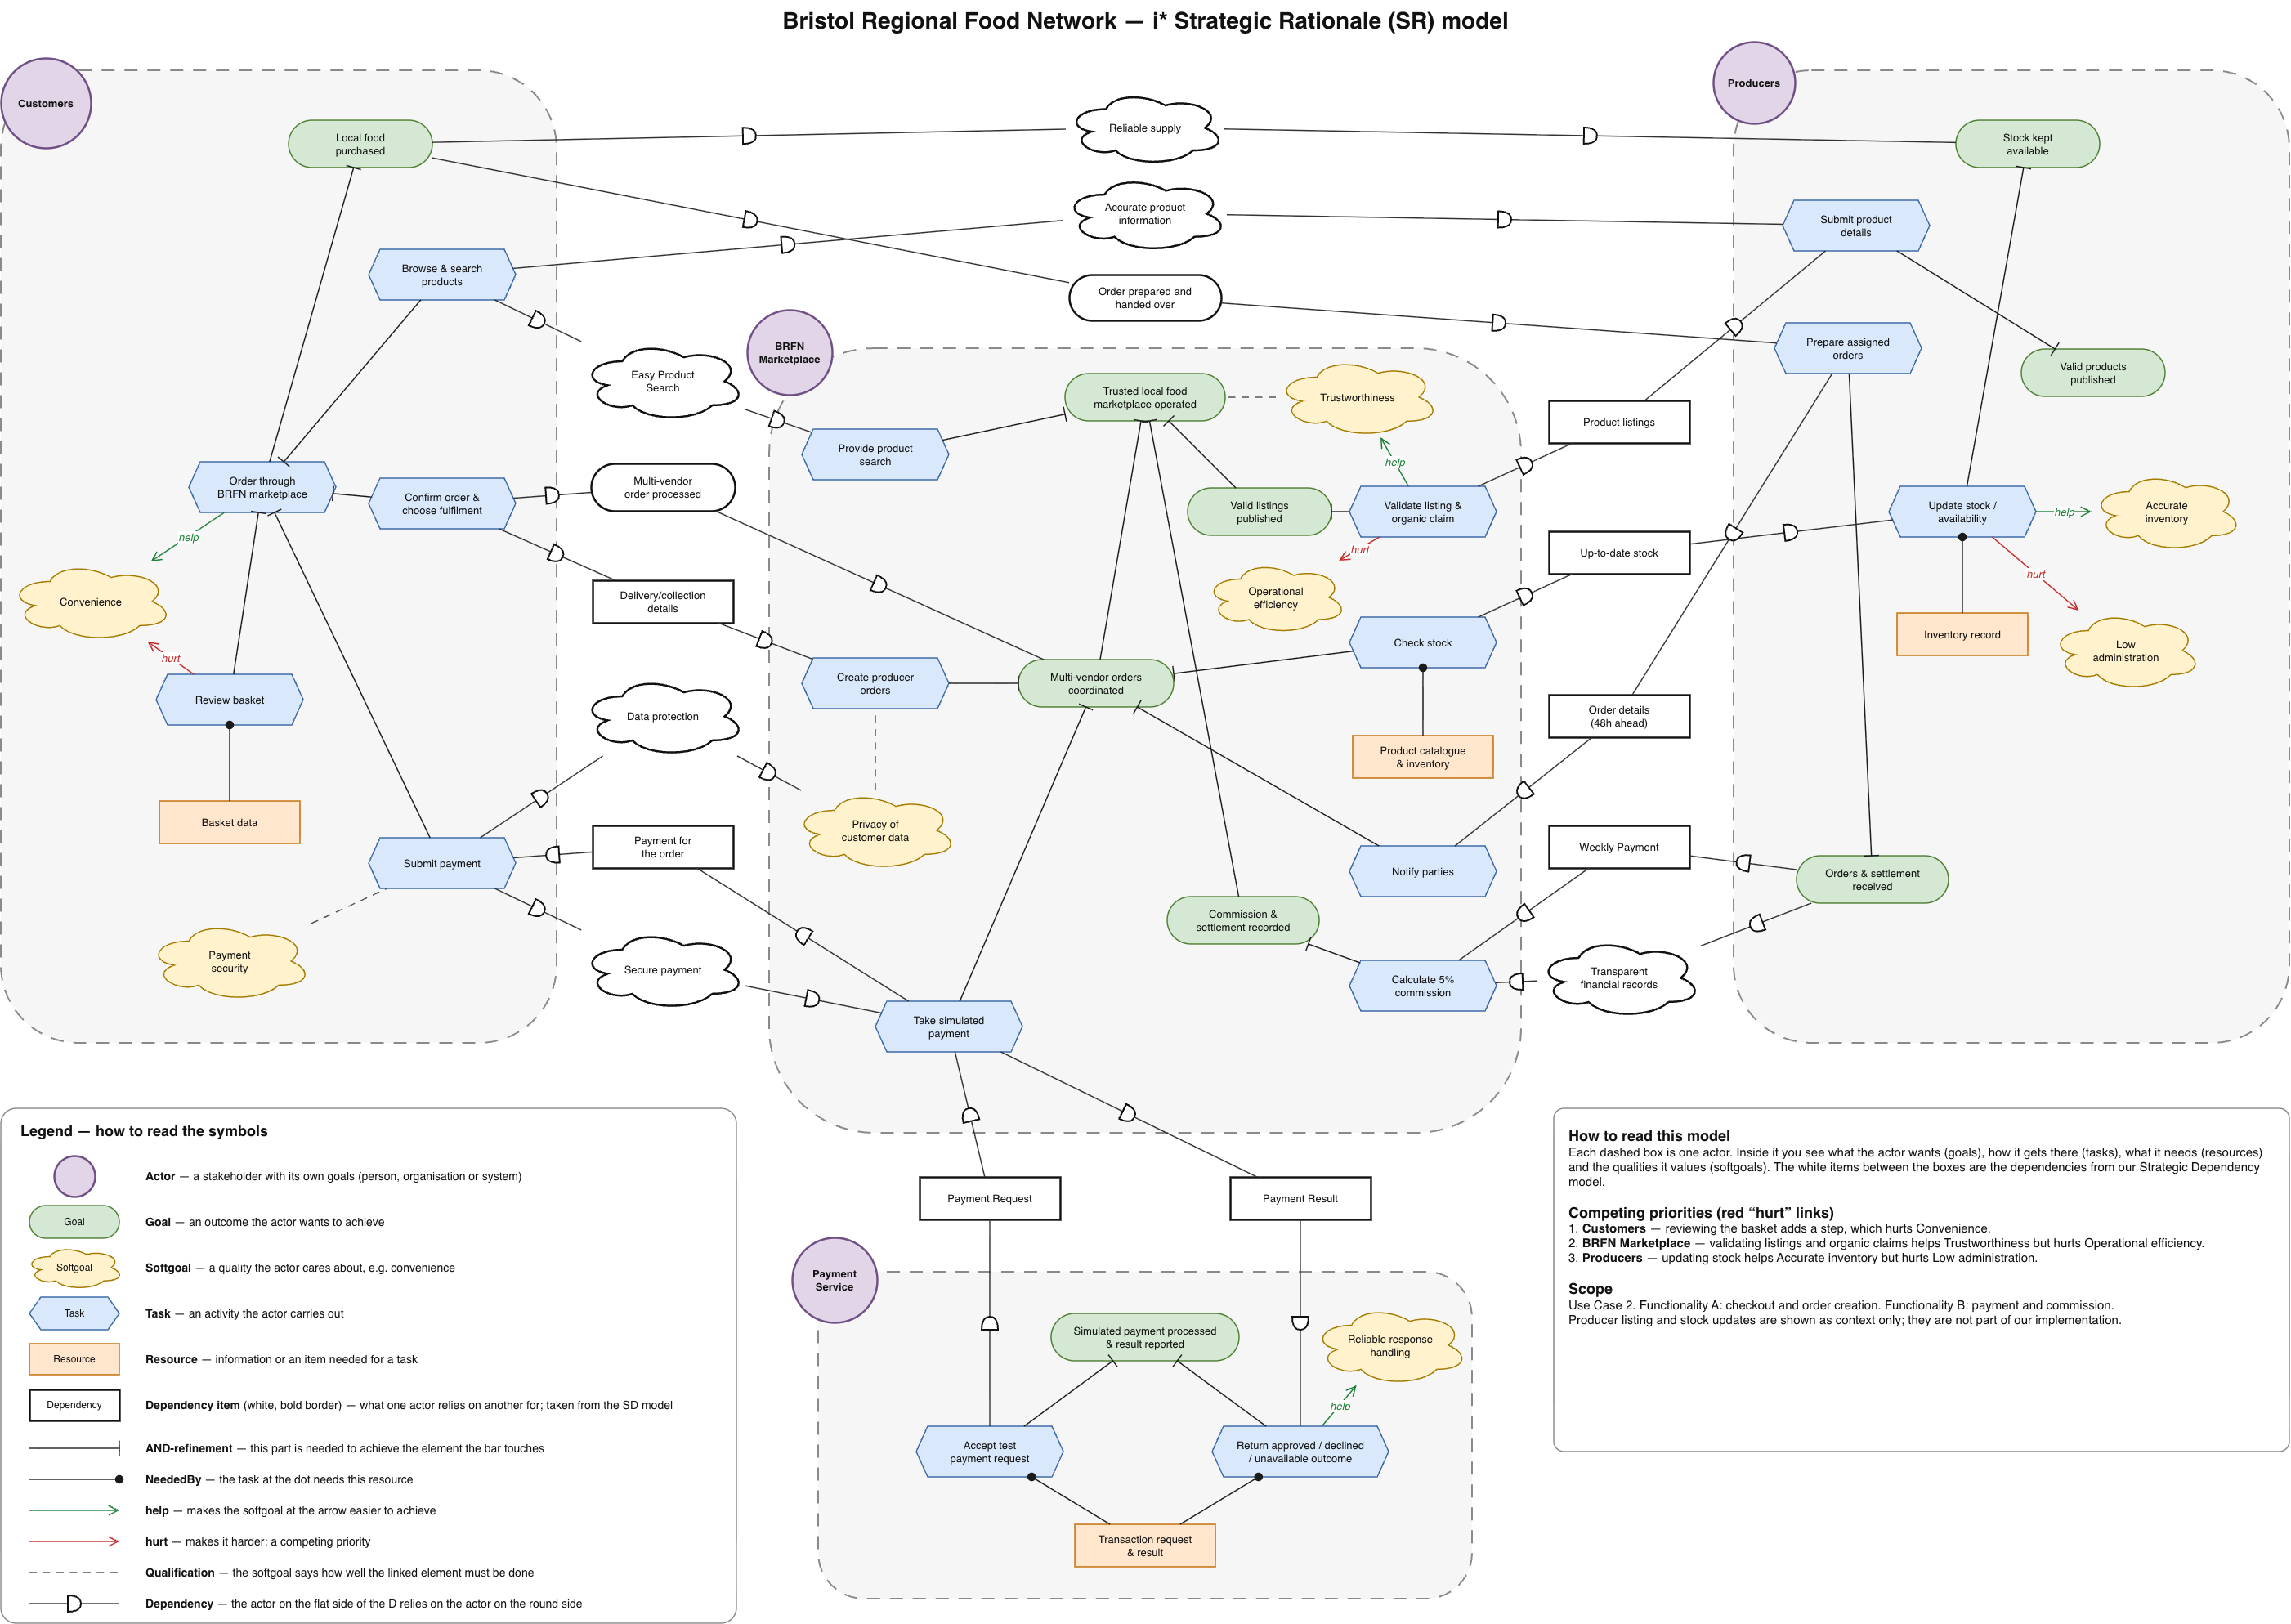 Bristol Regional Food Network — i* Strategic Rationale (SR) model
Customers
Local food
purchased
Browse & search
products
Order through
BRFN marketplace
Confirm order &
choose fulfilment
help
Convenience
hurt
Review basket
Basket data
Submit payment
Payment
security
Reliable supply
Accurate product
information
Order prepared and
handed over
Easy Product
Search
Multi-vendor
order processed
Delivery/collection
details
Data protection
Payment for
the order
Secure payment
BRFN
Marketplace
Trusted local food
marketplace operated
Trustworthiness
Provide product
search
help
Valid listings
published
Validate listing &
organic claim
hurt
Operational
efficiency
Check stock
Create producer
orders
Multi-vendor orders
coordinated
Product catalogue
& inventory
Privacy of
customer data
Notify parties
Commission &
settlement recorded
Calculate 5%
commission
Take simulated
payment
Product listings
Up-to-date stock
Order details
(48h ahead)
Weekly Payment
Transparent
financial records
Producers
Stock kept
available
Submit product
details
Prepare assigned
orders
Valid products
published
Update stock /
availability
help
Accurate
inventory
hurt
Inventory record
Low
administration
Orders & settlement
received
Payment Request
Payment Result
Payment
Service
Simulated payment processed
& result reported
Reliable response
handling
help
Accept test
payment request
Return approved / declined
/ unavailable outcome
Transaction request
& result
Legend — how to read the symbols
Actor — a stakeholder with its own goals (person, organisation or system)
Goal
Goal — an outcome the actor wants to achieve
Softgoal
Softgoal — a quality the actor cares about, e.g. convenience
Task
Task — an activity the actor carries out
Resource
Resource — information or an item needed for a task
Dependency
Dependency item (white, bold border) — what one actor relies on another for; taken from the SD model
AND-refinement — this part is needed to achieve the element the bar touches
NeededBy — the task at the dot needs this resource
help — makes the softgoal at the arrow easier to achieve
hurt — makes it harder: a competing priority
Qualification — the softgoal says how well the linked element must be done
Dependency — the actor on the flat side of the D relies on the actor on the round side
How to read this model
Each dashed box is one actor. Inside it you see what the actor wants (goals), how it gets there (tasks), what it needs (resources)
and the qualities it values (softgoals). The white items between the boxes are the dependencies from our Strategic Dependency
model.
Competing priorities (red “hurt” links)
1. Customers — reviewing the basket adds a step, which hurts Convenience.
2. BRFN Marketplace — validating listings and organic claims helps Trustworthiness but hurts Operational efficiency.
3. Producers — updating stock helps Accurate inventory but hurts Low administration.
Scope
Use Case 2. Functionality A: checkout and order creation. Functionality B: payment and commission.
Producer listing and stock updates are shown as context only; they are not part of our implementation.